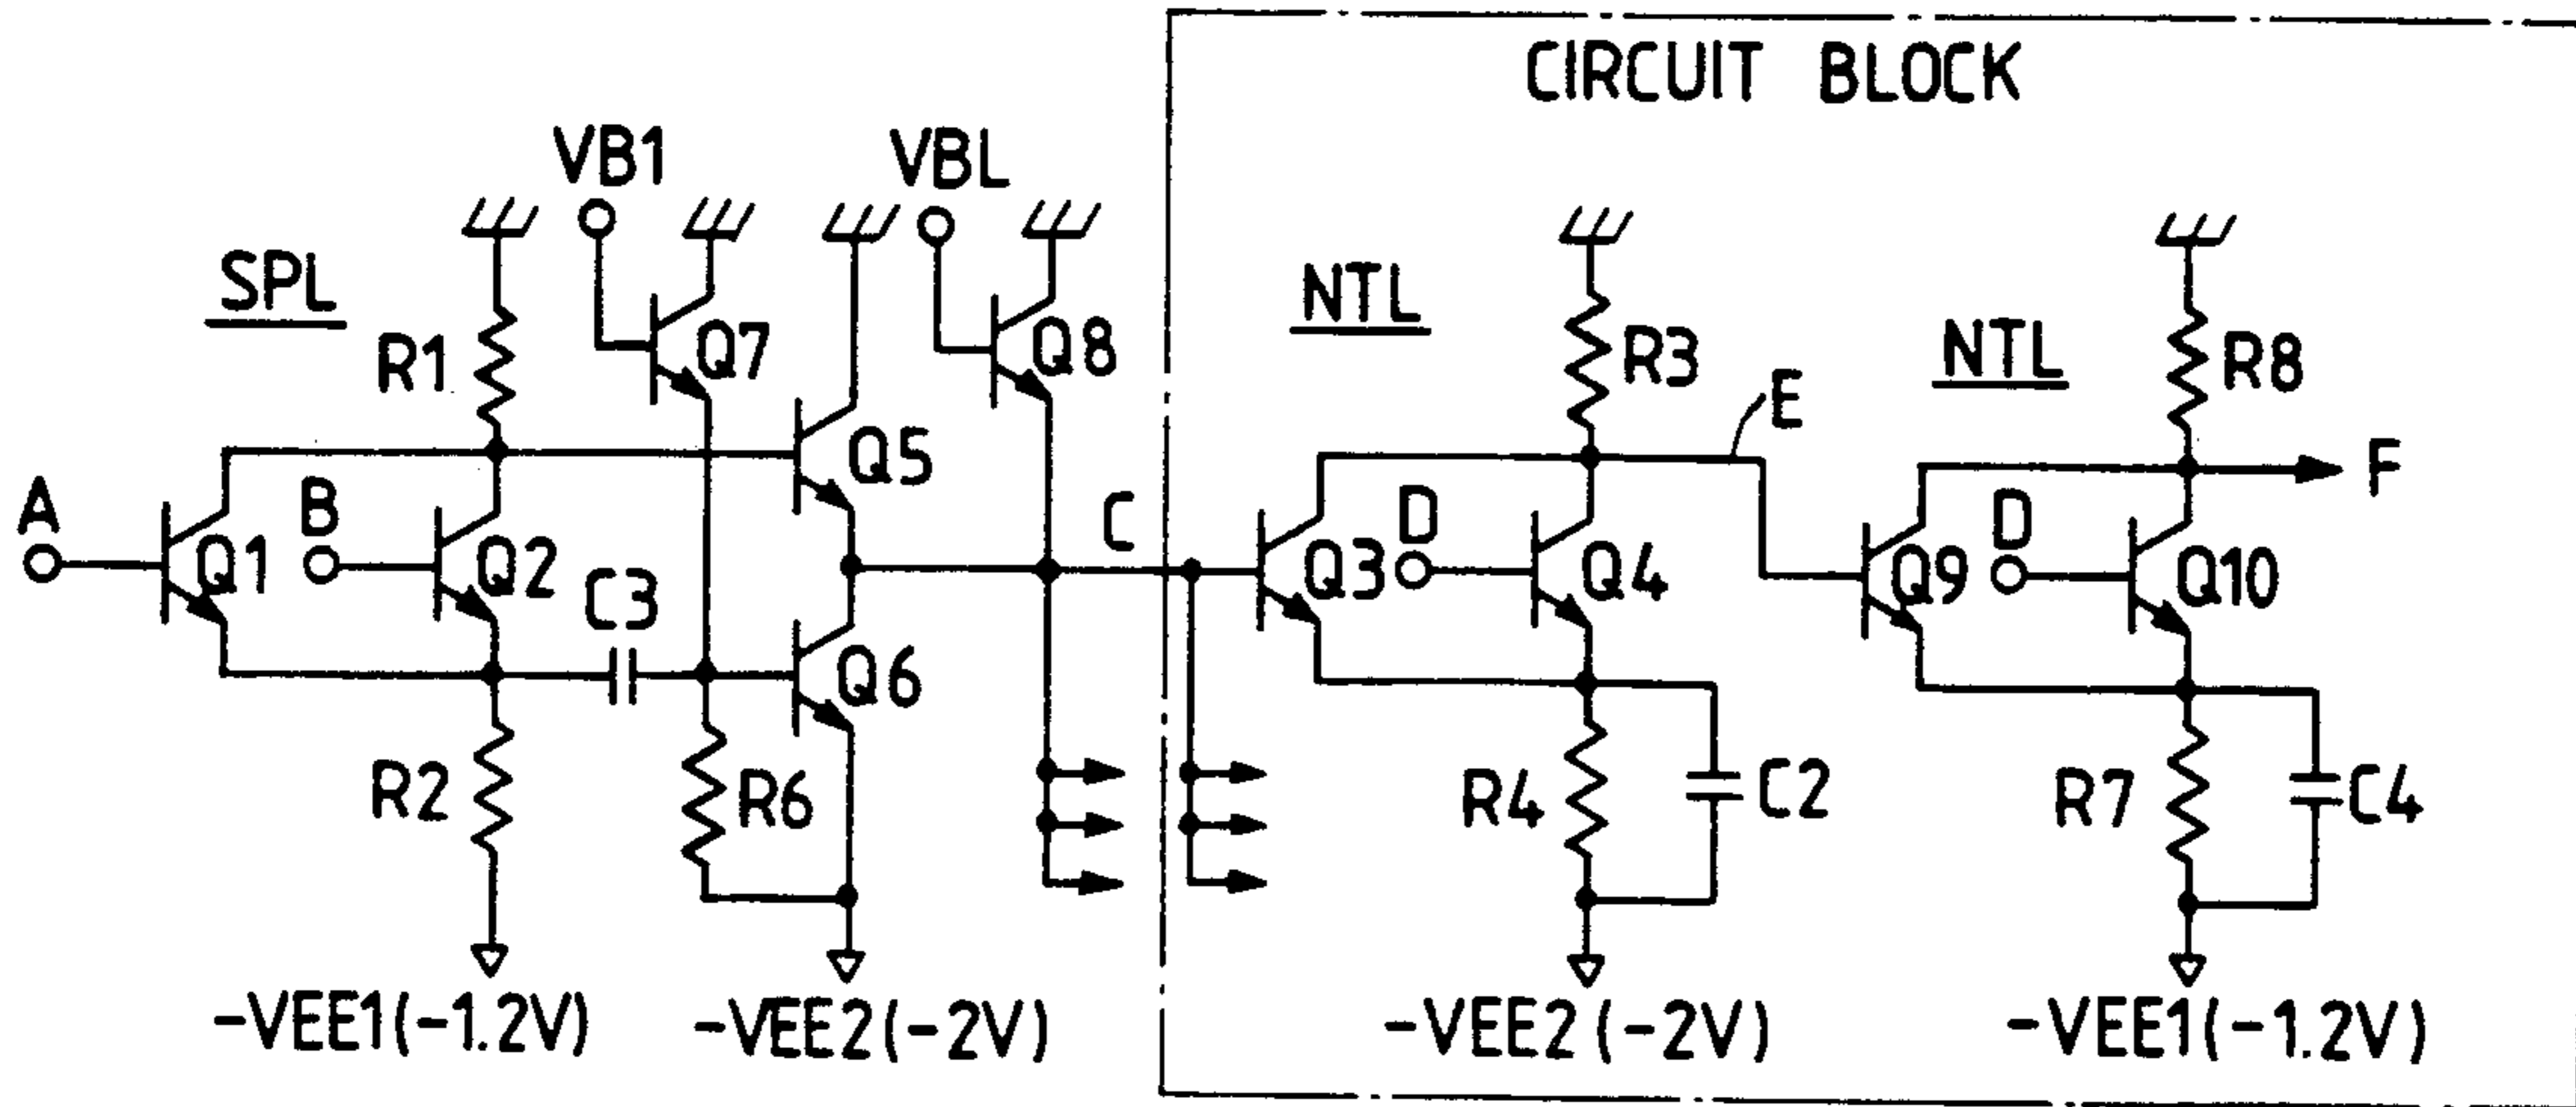 CIRCUIT BLOCK
VB1
VBL
SPL
NTL
NTL
R1
Q7
Q8
R3
R8
E
A
B
Q5
C
D
D
F
Q1
Q2
C3
Q3
Q4
Q9
Q10
Q6
R2
R6
R4
C2
R7
C4
-VEE1(-1.2V)
-VEE2(-2V)
-VEE2(-2V)
-VEE1(-1.2V)